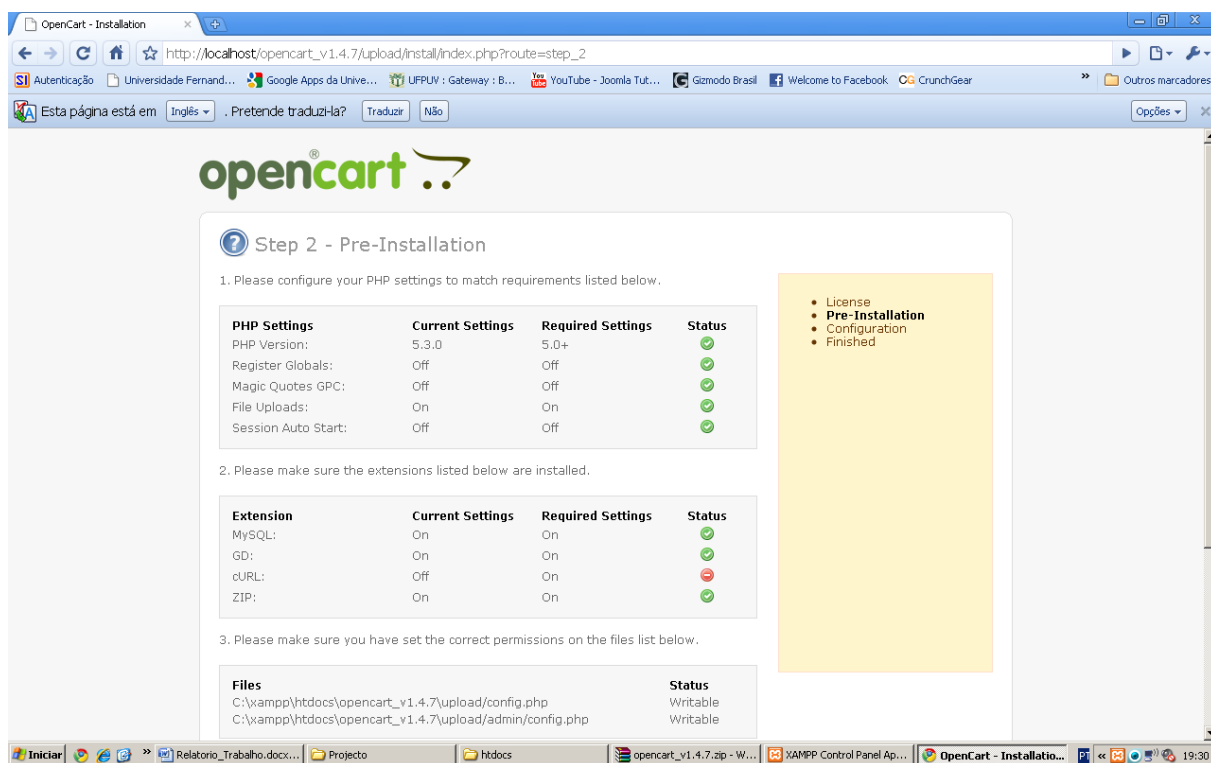 OpenCart - Installation
http://localhost/opencart_v1.4.7/upload/install/index.php?route=step_2
Autenticação Universidade Fernand... Google Apps da Unive... UFPUV : Gateway : B... YouTube - Joomla Tut... Gizmodo Brasil Welcome to Facebook CrunchGear » Outros marcadores
Esta página está em Inglês . Pretende traduzi-la? Traduzir Não Opções
opencart
Step 2 - Pre-Installation
1. Please configure your PHP settings to match requirements listed below.
PHP Settings Current Settings Required Settings Status
PHP Version: 5.3.0 5.0+
Register Globals: Off Off
Magic Quotes GPC: Off Off
File Uploads: On On
Session Auto Start: Off Off
2. Please make sure the extensions listed below are installed.
Extension Current Settings Required Settings Status
MySQL: On On
GD: On On
cURL: Off On
ZIP: On On
3. Please make sure you have set the correct permissions on the files list below.
Files Status
C:\xampp\htdocs\opencart_v1.4.7\upload/config.php Writable
C:\xampp\htdocs\opencart_v1.4.7\upload/admin/config.php Writable
License
Pre-Installation
Configuration
Finished
Iniciar » Relatorio_Trabalho.docx... Projecto htdocs opencart_v1.4.7.zip - W... XAMPP Control Panel Ap... OpenCart - Installatio... PT « 19:30